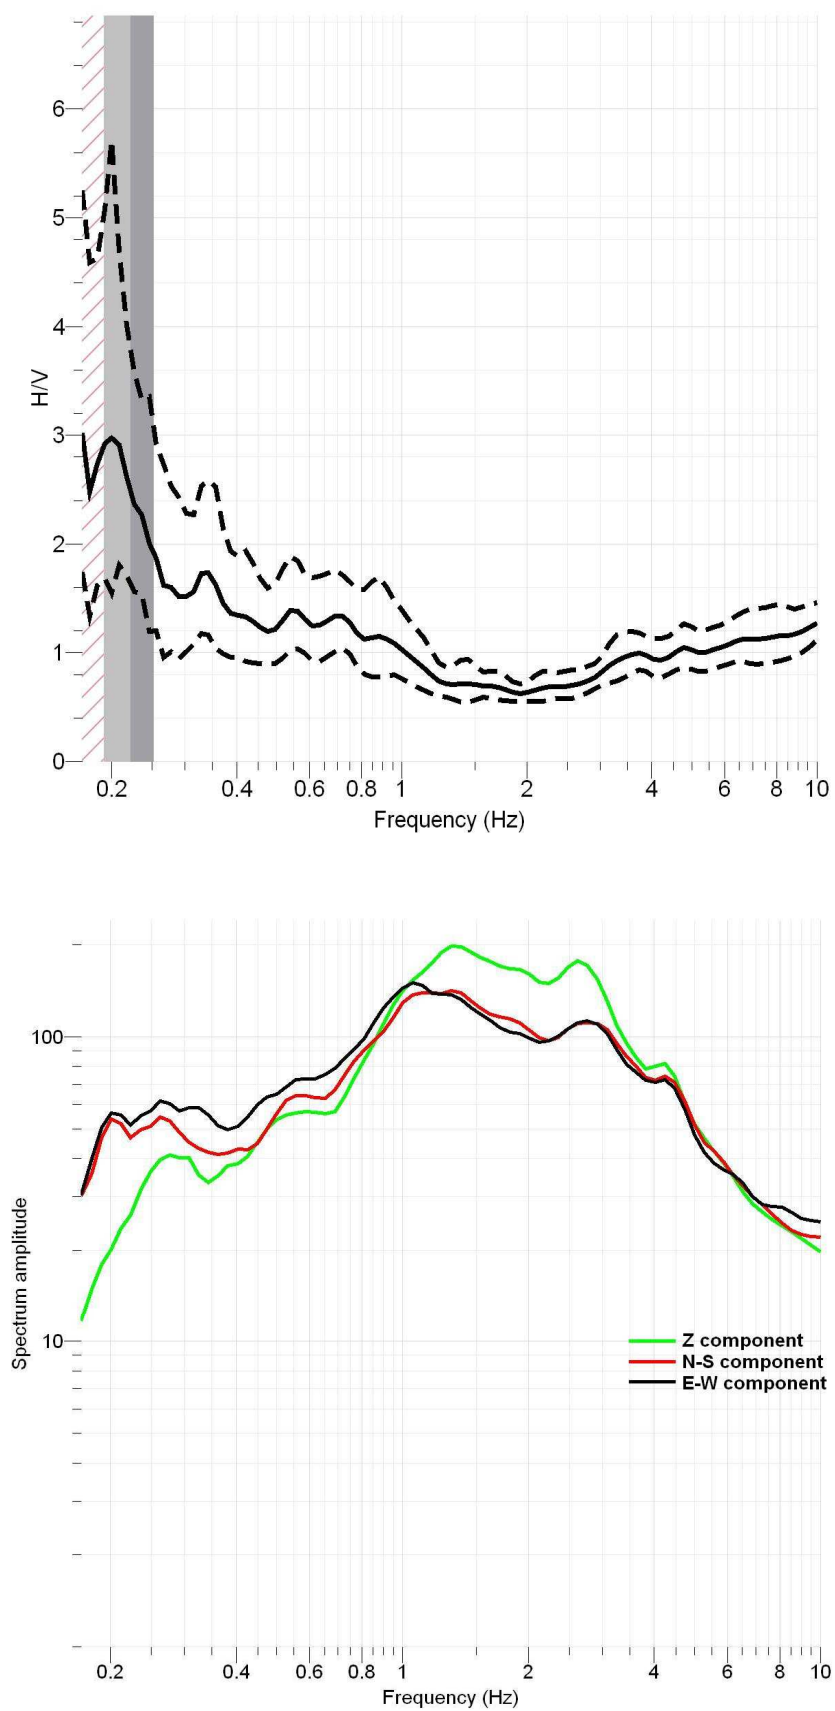 6
5
4
H/V
3
2
1
0
0.2 0.4 0.6 0.8 1 2 4 6 8 10
Frequency (Hz)
100
Spectrum amplitude
10
Z component
N-S component
E-W component
0.2 0.4 0.6 0.8 1 2 4 6 8 10
Frequency (Hz)